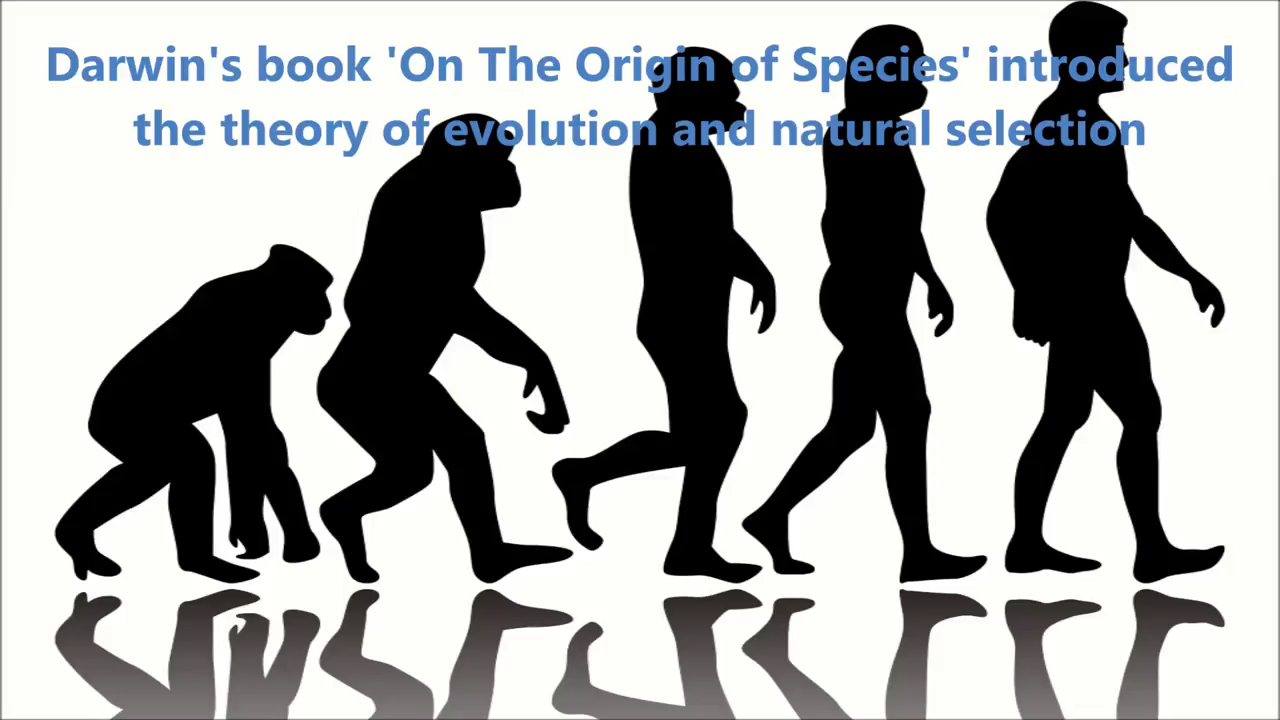 Darwin's book 'On The Origin of Species' introduced
the theory of evolution and natural selection